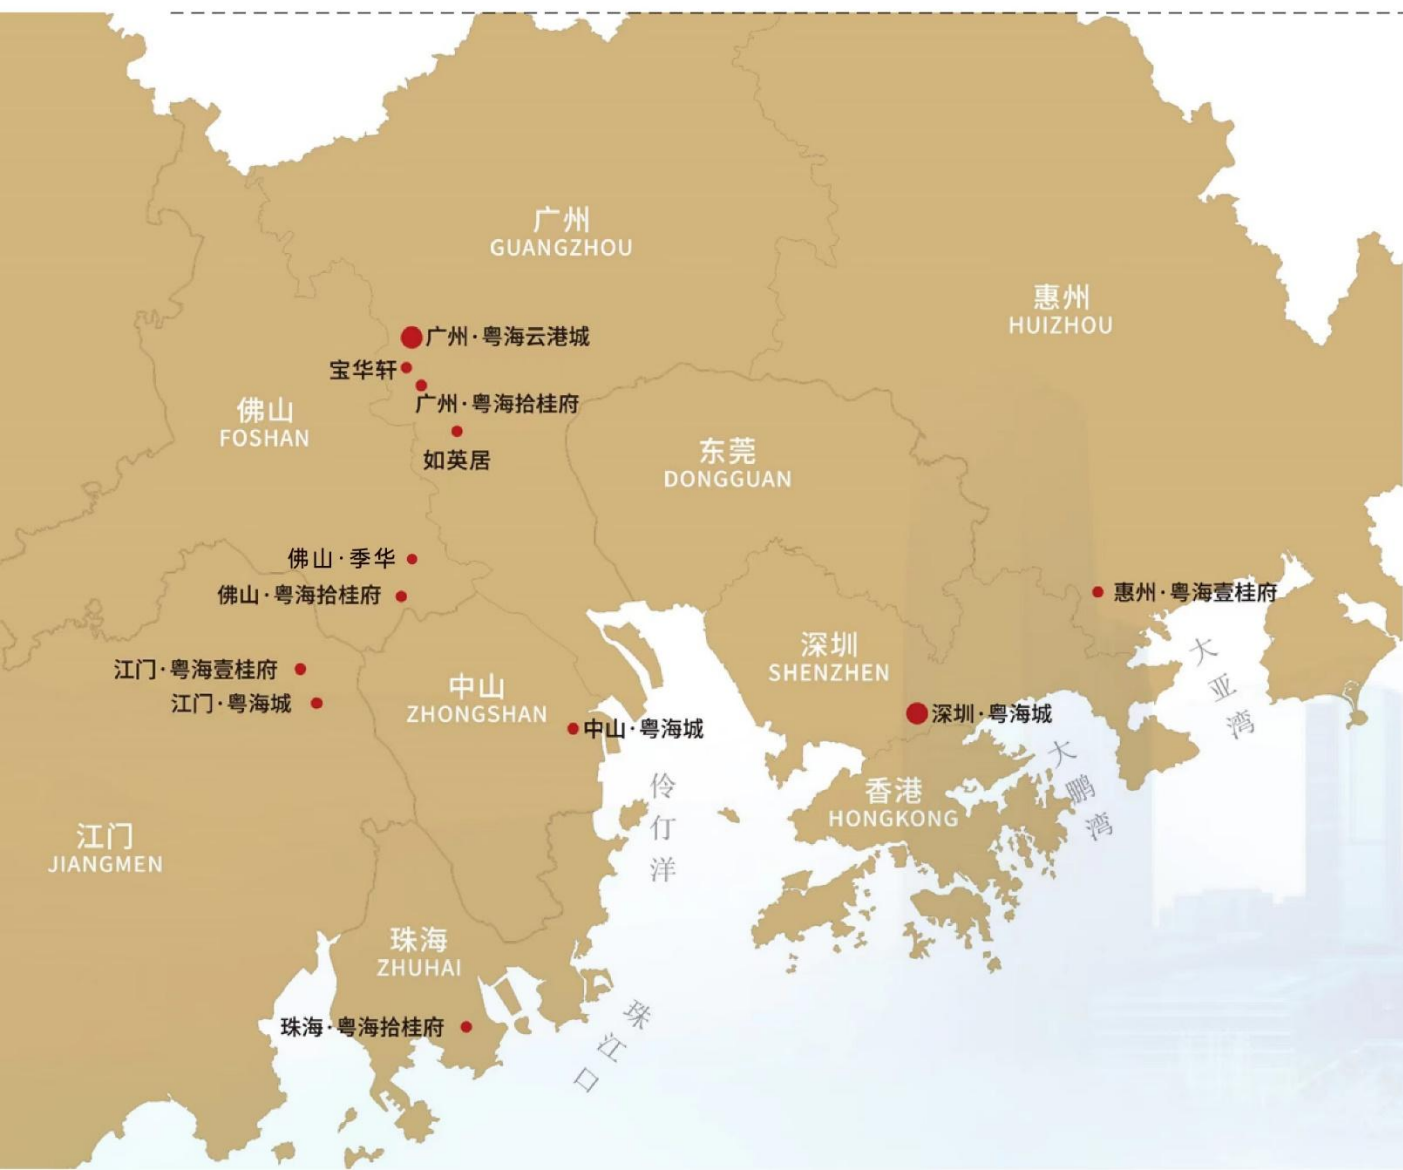 广州
GUANGZHOU
惠州
HUIZHOU
广州·粤海云港城
宝华轩
广州·粤海拾桂府
佛山
FOSHAN
如英居
东莞
DONGGUAN
佛山·季华
佛山·粤海拾桂府
惠州·粤海壹桂府
江门·粤海壹桂府
江门·粤海城
中山
ZHONGSHAN
中山·粤海城
深圳
SHENZHEN
深圳·粤海城
大亚湾
大鹏湾
香港
HONGKONG
伶仃洋
江门
JIANGMEN
珠海
ZHUHAI
珠海·粤海拾桂府
珠江口